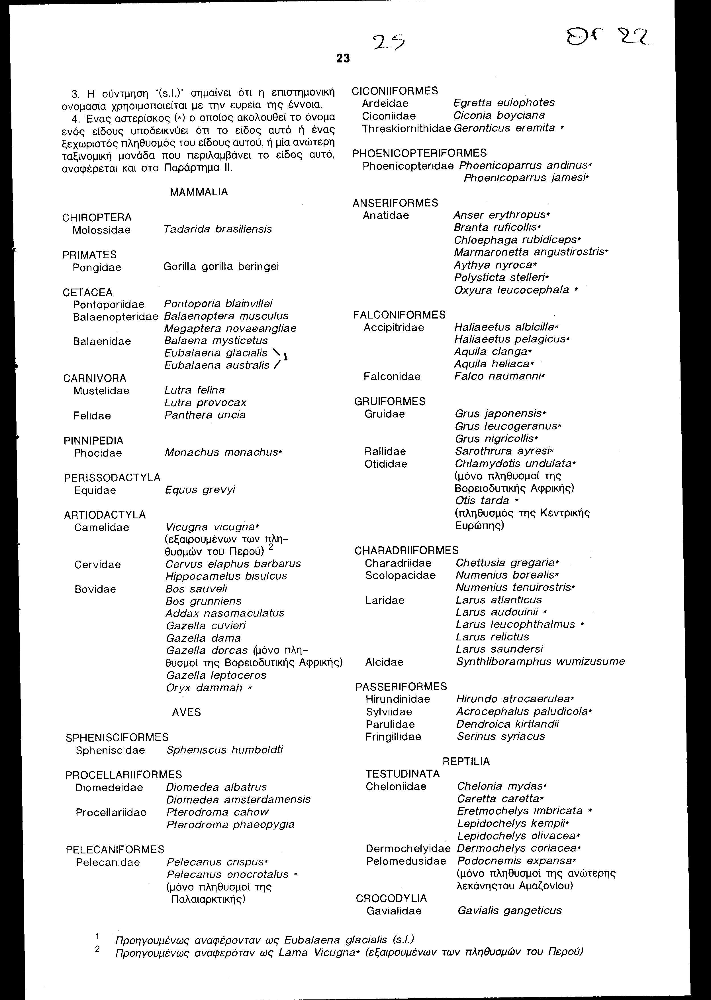 25
22
23
3. Η σύντμηση "(s.l.)" σημαίνει ότι η επιστημονική
ονομασία χρησιμοποιείται με την ευρεία της έννοια.
4. Ένας αστερίσκος (*) ο οποίος ακολουθεί το όνομα
ενός είδους υποδεικνύει ότι το είδος αυτό ή ένας
ξεχωριστός πληθυσμός του είδους αυτού, ή μία ανώτερη
ταξινομική μονάδα που περιλαμβάνει το είδος αυτό,
αναφέρεται και στο Παράρτημα ΙΙ.
MAMMALIA
CHIROPTERA
Molossidae Tadarida brasiliensis
PRIMATES
Pongidae Gorilla gorilla beringei
CETACEA
Pontoporiidae Pontoporia blainvillei
Balaenopteridae Balaenoptera musculus
Megaptera novaeangliae
Balaenidae Balaena mysticetus
Eubalaena glacialis \ 1
Eubalaena australis /
CARNIVORA
Mustelidae Lutra felina
Lutra provocax
Felidae Panthera uncia
PINNIPEDIA
Phocidae Monachus monachus*
PERISSODACTYLA
Equidae Equus grevyi
ARTIODACTYLA
Camelidae Vicugna vicugna*
(εξαιρουμένων των πλη-
θυσμών του Περού) 2
Cervidae Cervus elaphus barbarus
Hippocamelus bisulcus
Bovidae Bos sauveli
Bos grunniens
Addax nasomaculatus
Gazella cuvieri
Gazella dama
Gazella dorcas (μόνο πλη-
θυσμοί της Βορειοδυτικής Αφρικής)
Gazella leptoceros
Oryx dammah *
AVES
SPHENISCIFORMES
Spheniscidae Spheniscus humboldti
PROCELLARIIFORMES
Diomedeidae Diomedea albatrus
Diomedea amsterdamensis
Procellariidae Pterodroma cahow
Pterodroma phaeopygia
PELECANIFORMES
Pelecanidae Pelecanus crispus*
Pelecanus onocrotalus *
(μόνο πληθυσμοί της
Παλαιαρκτικής)
CICONIIFORMES
Ardeidae Egretta eulophotes
Ciconiidae Ciconia boyciana
Threskiornithidae Geronticus eremita *
PHOENICOPTERIFORMES
Phoenicopteridae Phoenicoparrus andinus*
Phoenicoparrus jamesi*
ANSERIFORMES
Anatidae Anser erythropus*
Branta ruficollis*
Chloephaga rubidiceps*
Marmaronetta angustirostris*
Aythya nyroca*
Polysticta stelleri*
Oxyura leucocephala *
FALCONIFORMES
Accipitridae Haliaeetus albicilla*
Haliaeetus pelagicus*
Aquila clanga*
Aquila heliaca*
Falconidae Falco naumanni*
GRUIFORMES
Gruidae Grus japonensis*
Grus leucogeranus*
Grus nigricollis*
Rallidae Sarothrura ayresi*
Otididae Chlamydotis undulata*
(μόνο πληθυσμοί της
Βορειοδυτικής Αφρικής)
Otis tarda *
(πληθυσμός της Κεντρικής
Ευρώπης)
CHARADRIIFORMES
Charadriidae Chettusia gregaria*
Scolopacidae Numenius borealis*
Numenius tenuirostris*
Laridae Larus atlanticus
Larus audouinii *
Larus leucophthalmus *
Larus relictus
Larus saundersi
Alcidae Synthliboramphus wumizusume
PASSERIFORMES
Hirundinidae Hirundo atrocaerulea*
Sylviidae Acrocephalus paludicola*
Parulidae Dendroica kirtlandii
Fringillidae Serinus syriacus
REPTILIA
TESTUDINATA
Cheloniidae Chelonia mydas*
Caretta caretta*
Eretmochelys imbricata *
Lepidochelys kempii*
Lepidochelys olivacea*
Dermochelyidae Dermochelys coriacea*
Pelomedusidae Podocnemis expansa*
(μόνο πληθυσμοί της ανώτερης
λεκάνηςτου Αμαζονίου)
CROCODYLIA
Gavialidae Gavialis gangeticus
1 Προηγουμένως αναφέρονταν ως Eubalaena glacialis (s.l.)
2 Προηγουμένως αναφερόταν ως Lama Vicugna* (εξαιρουμένων των πληθυσμών του Περού)